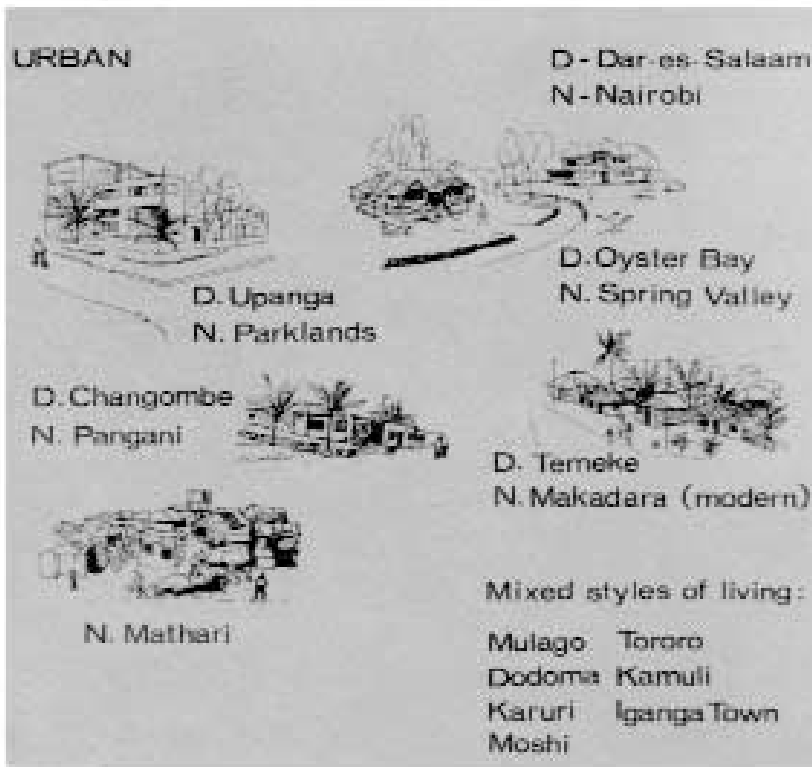 URBAN
D - Dar-es-Salaam
N - Nairobi
D. Upanga
N. Parklands
D. Oyster Bay
N. Spring Valley
D. Changombe
N. Pangani
D. Temeke
N. Makadara (modern)
N. Mathari
Mixed styles of living:
Mulago Tororo
Dodoma Kamuli
Karuri Iganga Town
Moshi